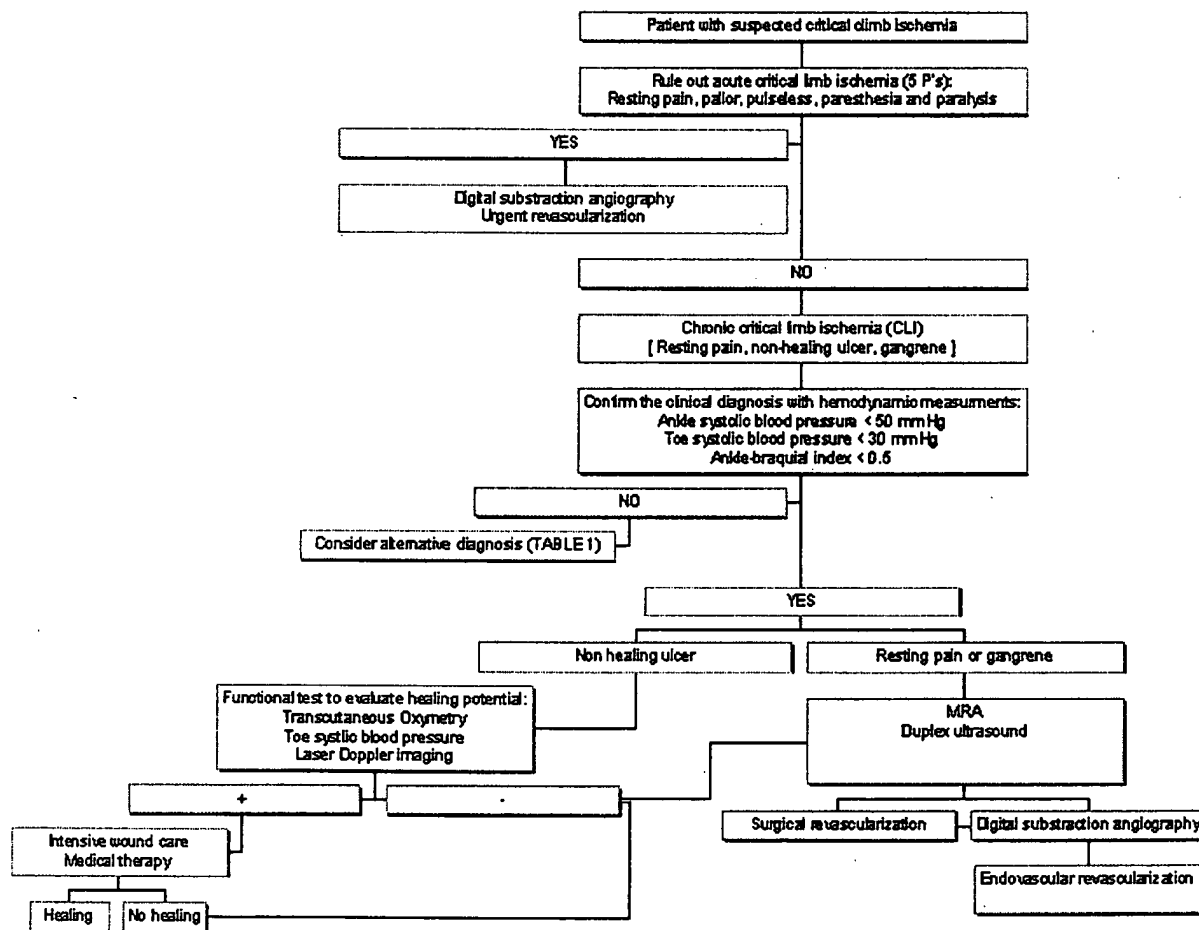 Patient with suspected critical climb ischemia
Rule out acute critical limb ischemia (5 P's):
Resting pain, pallor, pulseless, paresthesia and paralysis
YES
Digital substraction angiography
Urgent revascularization
NO
Chronic critical limb ischemia (CLI)
[ Resting pain, non-healing ulcer, gangrene ]
Confirm the clinical diagnosis with hemodynamic measurments:
Ankle systolic blood pressure < 50 mm Hg
Toe systolic blood pressure < 30 mm Hg
Ankle-braquial index < 0.5
NO
Consider alternative diagnosis (TABLE 1)
YES
Non healing ulcer
Resting pain or gangrene
Functional test to evaluate healing potential:
Transcutaneous Oxymetry
Toe systlic blood pressure
Laser Doppler imaging
MRA
Duplex ultrasound
+
-
Surgical revascularization
Digital substraction angiography
Intensive wound care
Medical therapy
Endovascular revascularization
Healing
No healing